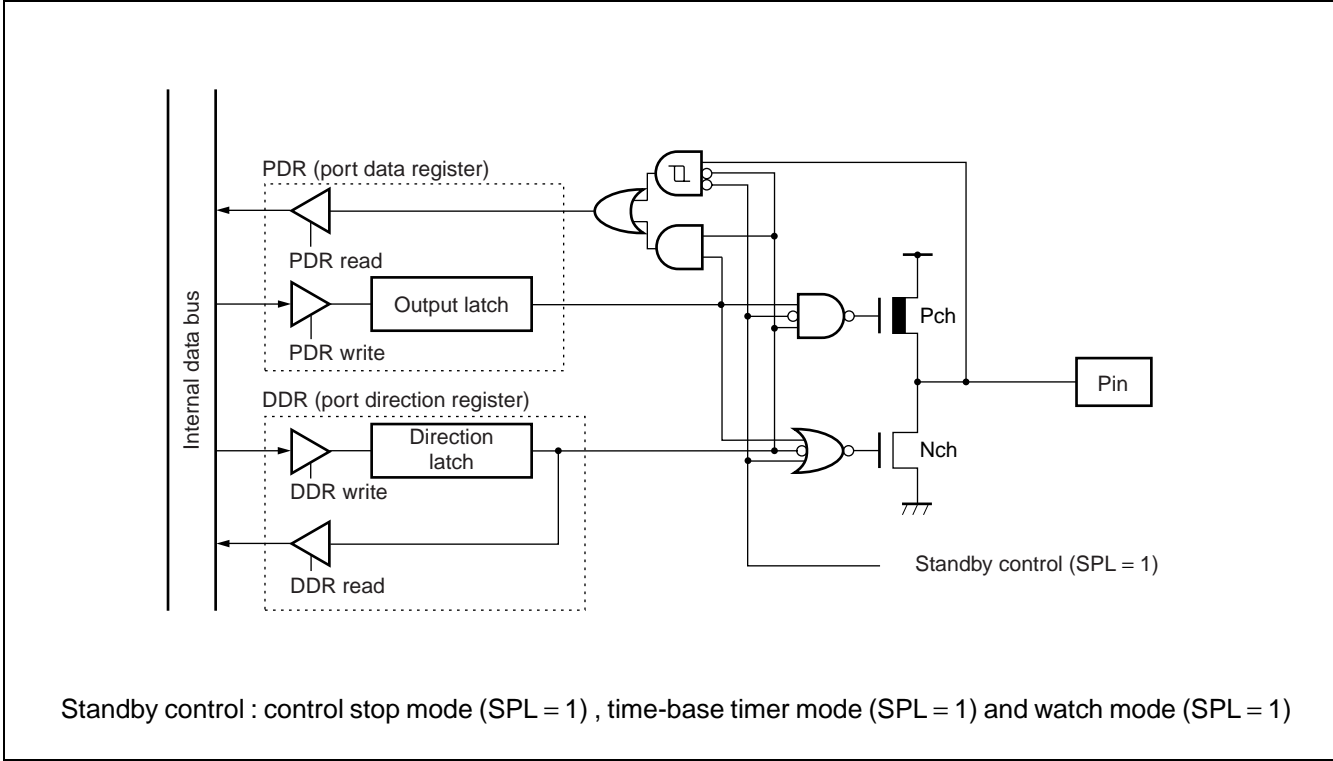 PDR (port data register)
PDR read
Output latch
PDR write
Internal data bus
DDR (port direction register)
Direction
latch
DDR write
DDR read
Pch
Pin
Nch
Standby control (SPL = 1)
Standby control : control stop mode (SPL = 1) , time-base timer mode (SPL = 1) and watch mode (SPL = 1)